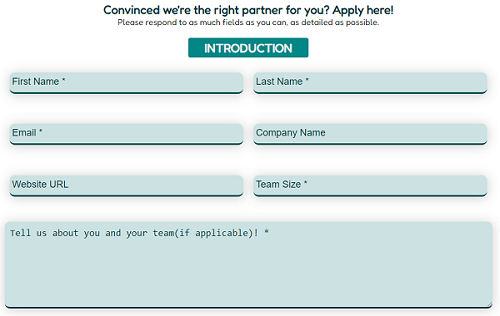 Convinced we're the right partner for you? Apply here!
Please respond to as much fields as you can, as detailed as possible.
INTRODUCTION
First Name *
Last Name *
Email *
Company Name
Website URL
Team Size *
Tell us about you and your team(if applicable)! *